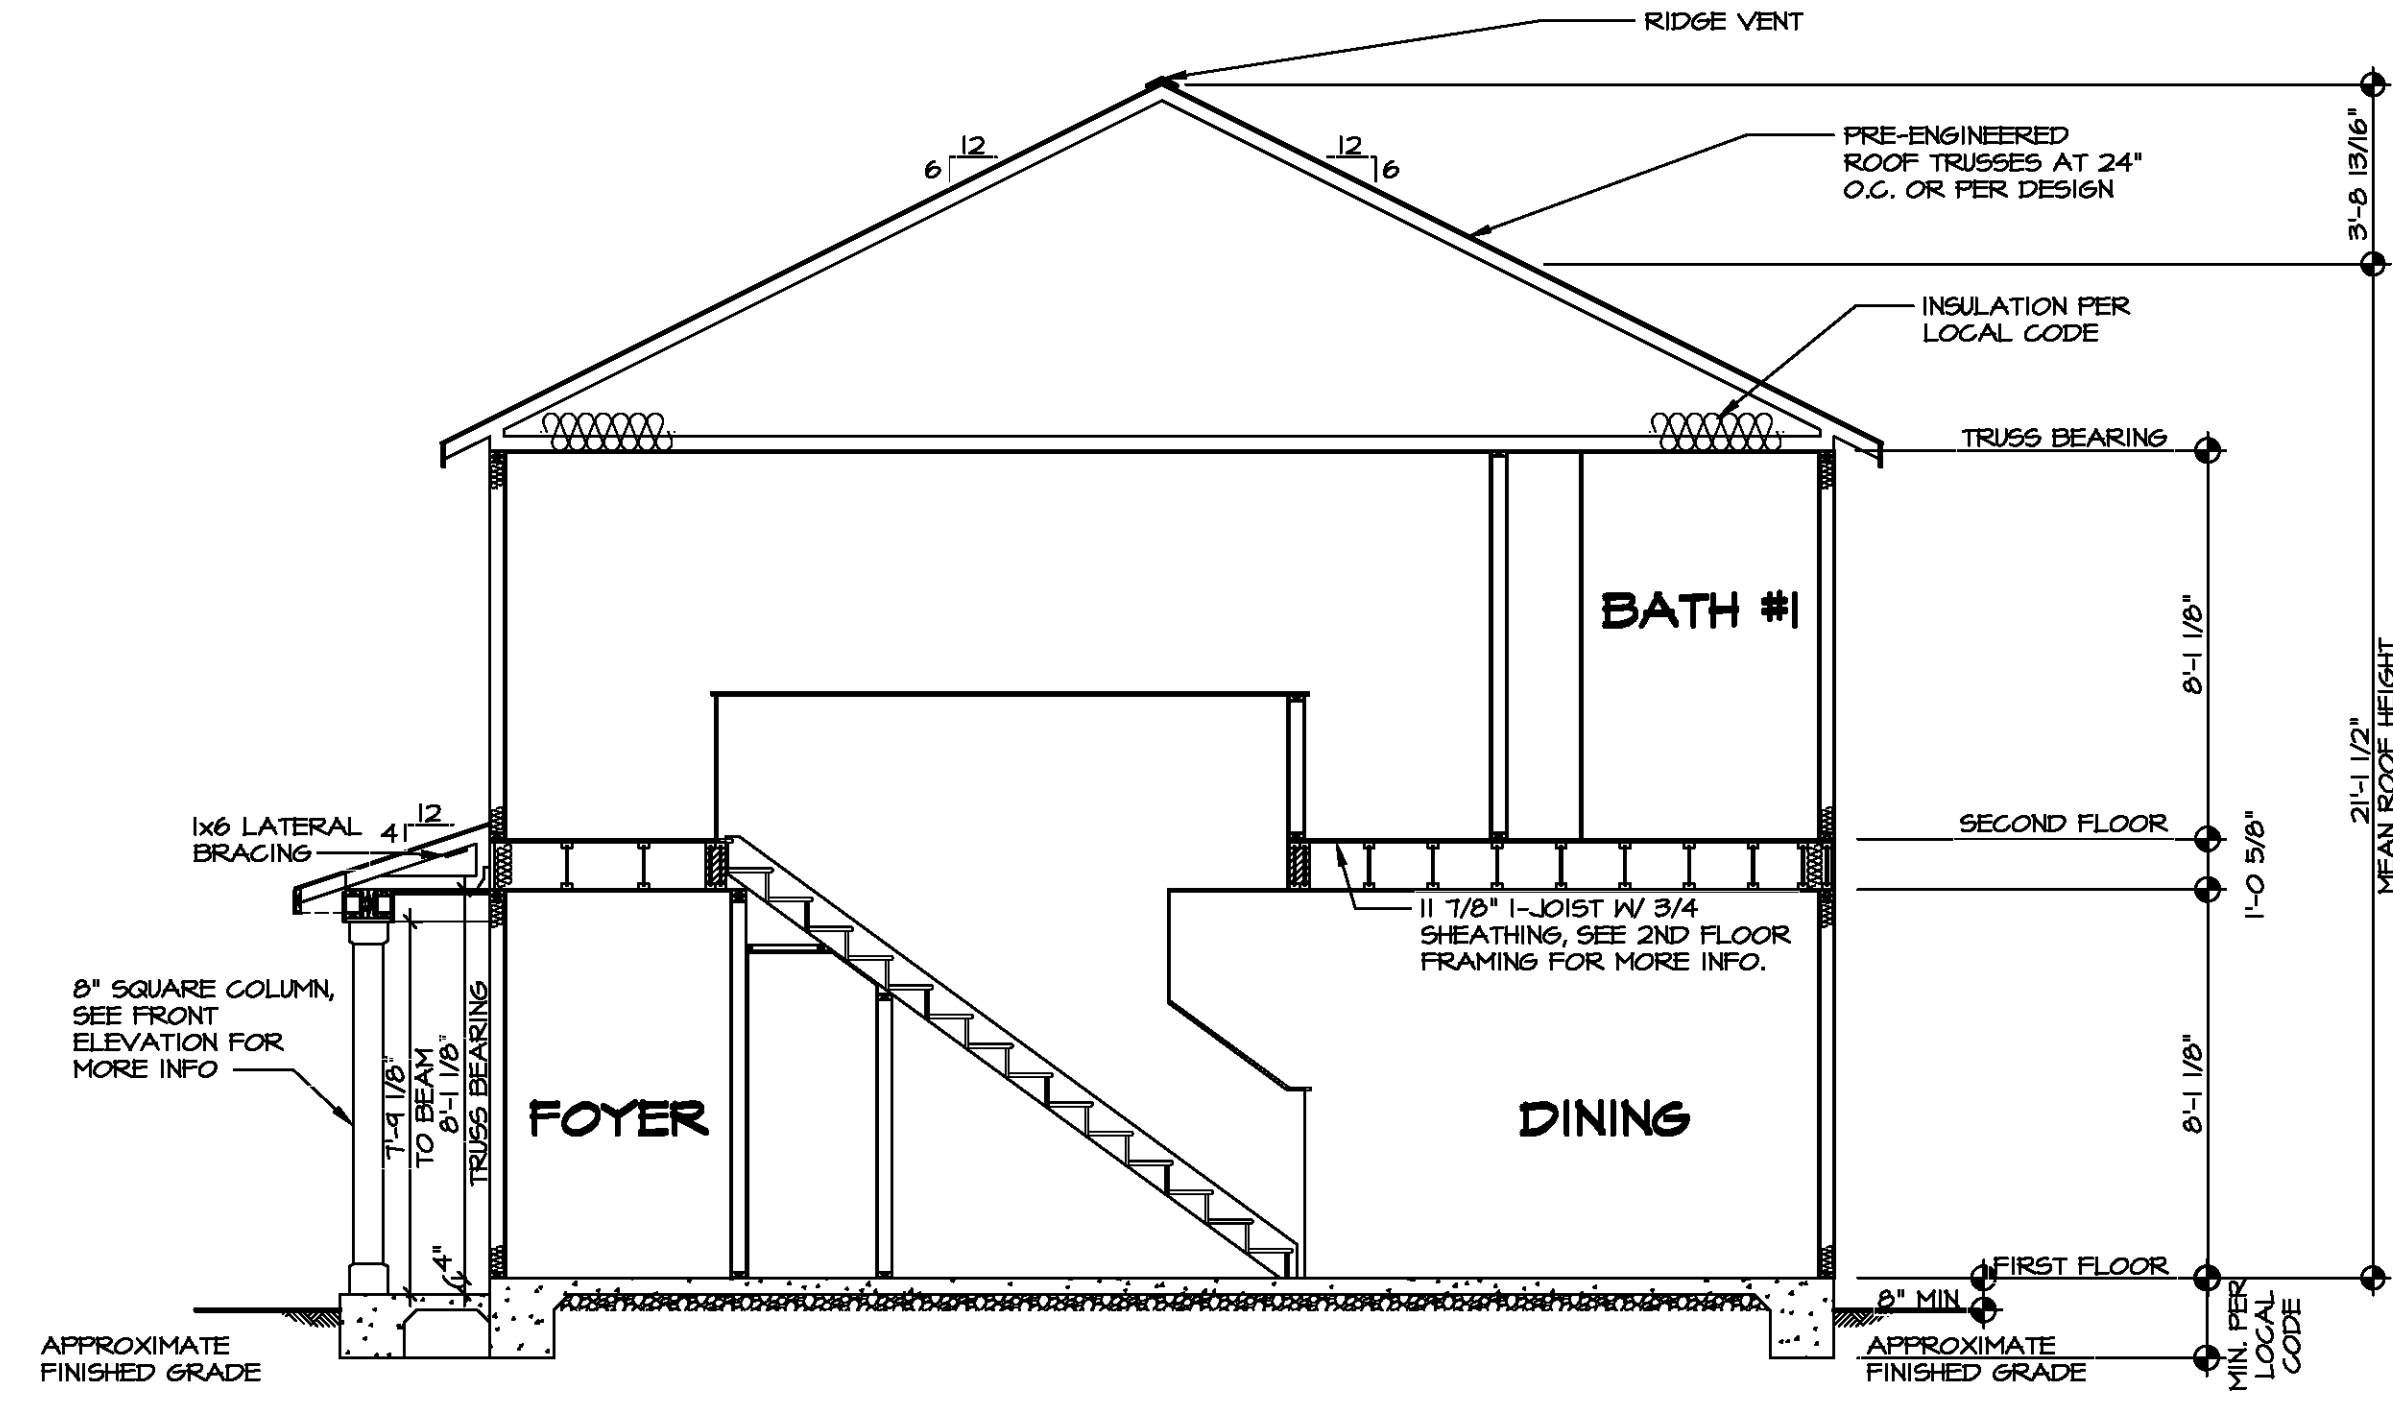 RIDGE VENT
12
6
12
6
PRE-ENGINEERED
ROOF TRUSSES AT 24"
O.C. OR PER DESIGN
3'-8 13/16"
INSULATION PER
LOCAL CODE
TRUSS BEARING
BATH #1
8'-1 1/8"
21'-1 1/2"
MEAN ROOF HEIGHT
1x6 LATERAL
BRACING
12
4
SECOND FLOOR
1'-0 5/8"
11 7/8" I-JOIST W/ 3/4
SHEATHING, SEE 2ND FLOOR
FRAMING FOR MORE INFO.
8" SQUARE COLUMN,
SEE FRONT
ELEVATION FOR
MORE INFO
7'-9 1/8"
TO BEAM
8'-1 1/8"
TRUSS BEARING
FOYER
DINING
8'-1 1/8"
4"
FIRST FLOOR
8" MIN
APPROXIMATE
FINISHED GRADE
APPROXIMATE
FINISHED GRADE
MIN. PER
LOCAL
CODE